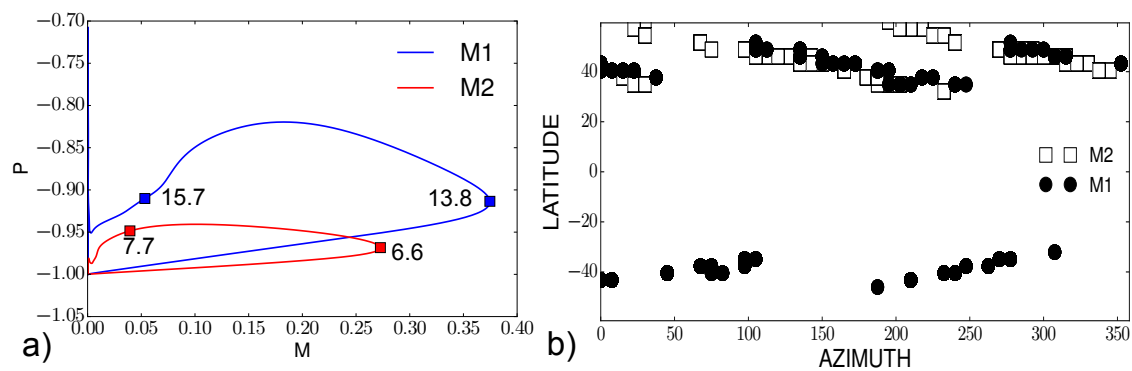 −0.70
−0.75
−0.80
−0.85
−0.90
−0.95
−1.00
−1.05
P
M1
M2
15.7
13.8
7.7
6.6
0.00 0.05 0.10 0.15 0.20 0.25 0.30 0.35 0.40
M
a)
40
20
0
−20
−40
LATITUDE
M2
M1
0 50 100 150 200 250 300 350
AZIMUTH
b)